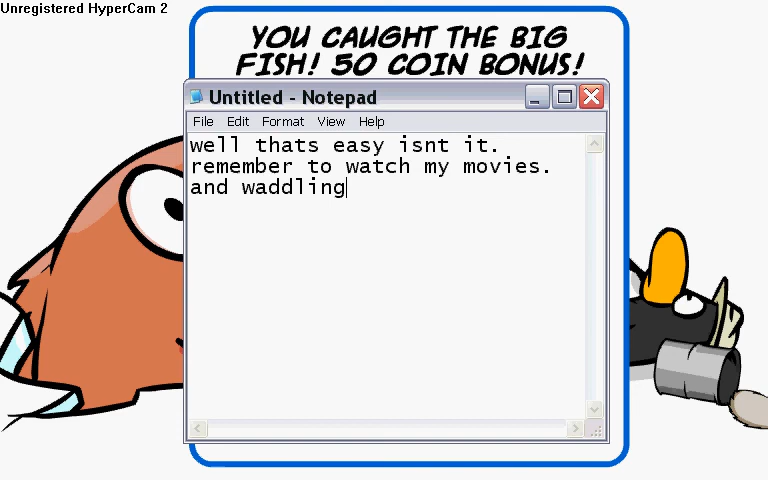 Unregistered HyperCam 2
YOU CAUGHT THE BIG
FISH! 50 COIN BONUS!
Untitled - Notepad
File Edit Format View Help
well thats easy isnt it.
remember to watch my movies.
and waddling